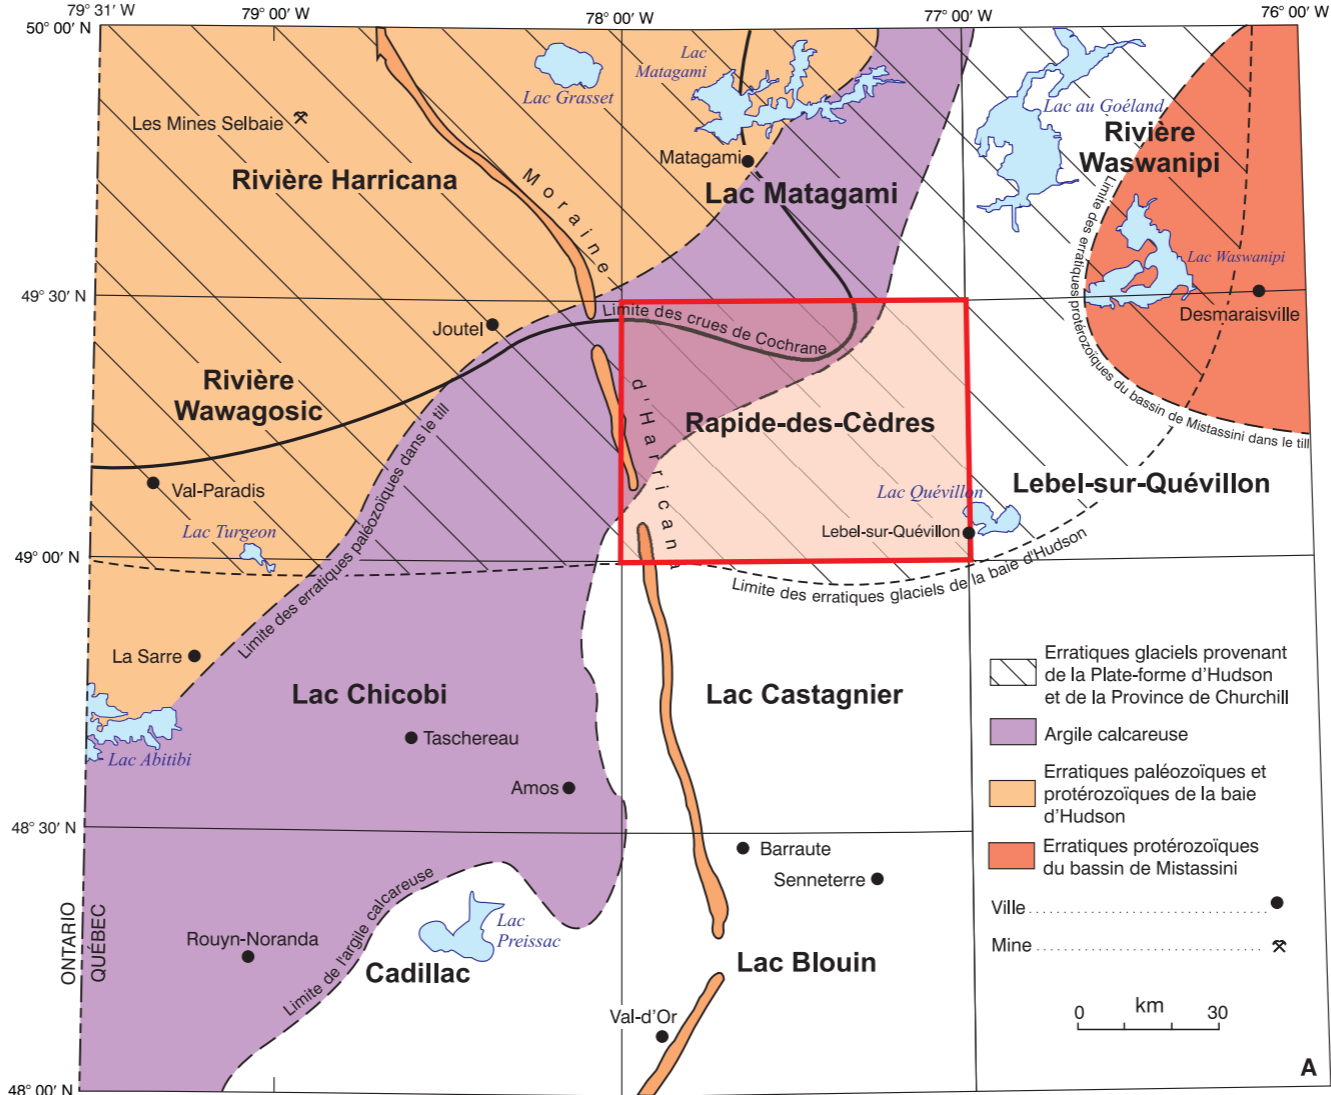 79° 31' W
79° 00' W
78° 00' W
77° 00' W
76° 00' W
50° 00' N
Lac
Matagami
Lac Grasset
Lac au Goéland
Les Mines Selbaie
Rivière
Waswanipi
Matagami
Rivière Harricana
Moraine
Lac Matagami
Limite des erratiques protérozoïques du bassin de Mistassini dans le till
Lac Waswanipi
49° 30' N
Limite des crues de Cochrane
Desmaraisville
Joutel
Rivière
Wawagosic
d'Harricana
Rapide-des-Cèdres
Limite des erratiques paléozoïques dans le till
Val-Paradis
Lac Quévillon
Lebel-sur-Quévillon
Lac Turgeon
Lebel-sur-Quévillon
49° 00' N
Limite des erratiques glaciels de la baie d'Hudson
La Sarre
Lac Chicobi
Lac Castagnier
Erratiques glaciels provenant
de la Plate-forme d'Hudson
et de la Province de Churchill
Argile calcareuse
Erratiques paléozoïques et
protérozoïques de la baie
d'Hudson
Erratiques protérozoïques
du bassin de Mistassini
Ville
Mine
Lac Abitibi
Taschereau
Amos
48° 30' N
Barraute
Senneterre
Limite de l'argile calcareuse
Lac
Preissac
ONTARIO
QUÉBEC
Rouyn-Noranda
Cadillac
Lac Blouin
Val-d'Or
km
0 30
A
48° 00' N